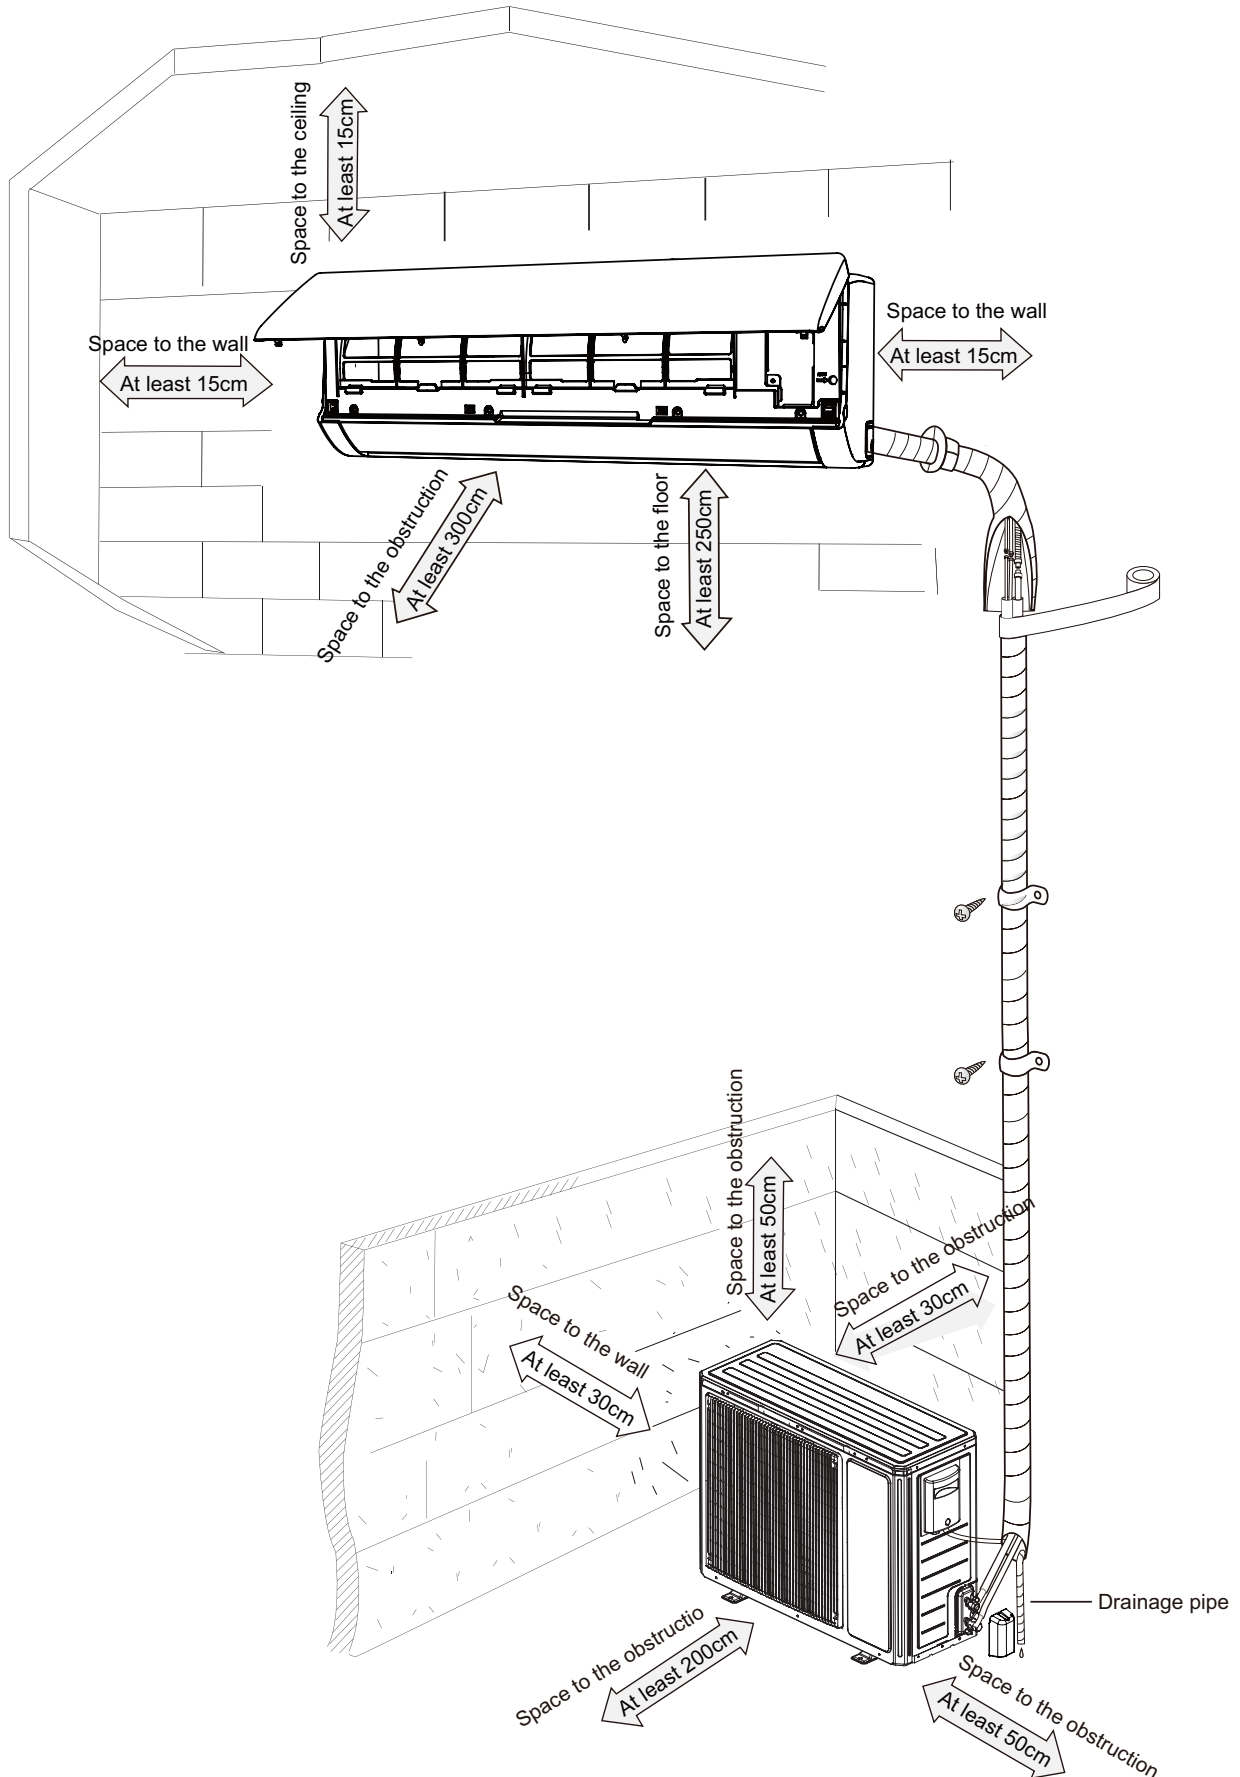 Space to the ceiling
At least 15cm
Space to the wall
At least 15cm
Space to the wall
At least 15cm
Space to the obstruction
At least 300cm
Space to the floor
At least 250cm
Space to the obstruction
At least 50cm
Space to the obstruction
At least 30cm
Space to the wall
At least 30cm
Drainage pipe
Space to the obstructio
At least 200cm
Space to the obstruction
At least 50cm